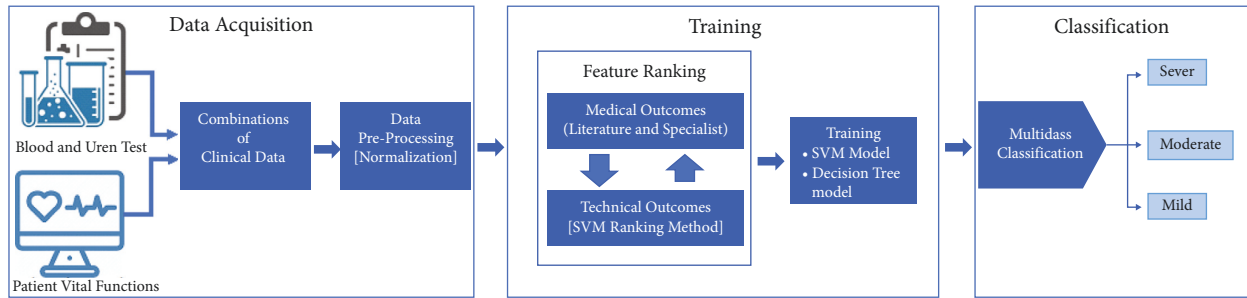 Data Acquisition
Blood and Uren Test
Patient Vital Functions
Combinations
of
Clinical Data
Data
Pre-Processing
[Normalization]
Training
Feature Ranking
Medical Outcomes
(Literature and Specialist)
Technical Outcomes
[SVM Ranking Method]
Training
• SVM Model
• Decision Tree
model
Classification
Multidass
Classification
Sever
Moderate
Mild